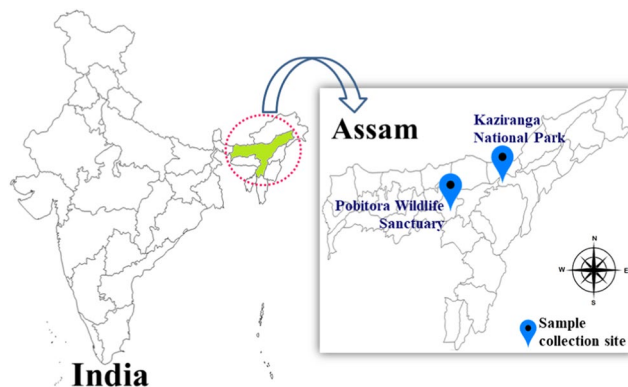 Assam
Kaziranga
National Park
Pobitora Wildlife
Sanctuary
N
W
E
S
Sample
collection site
India